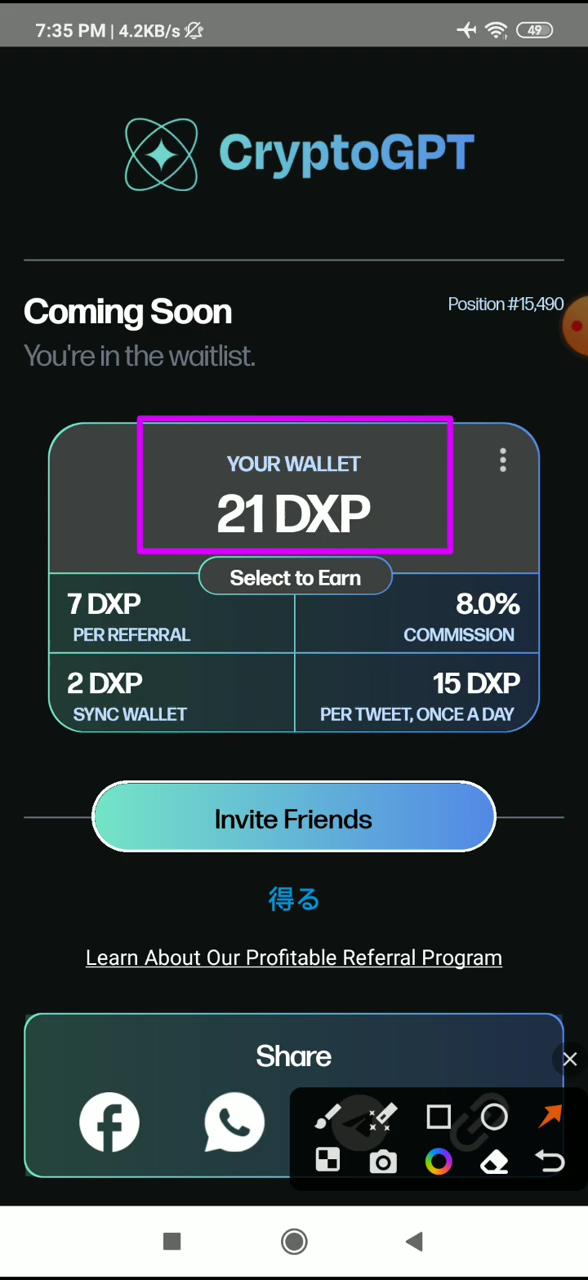 7:35 PM | 4.2KB/s
49
CryptoGPT
Coming Soon
Position #15,490
You're in the waitlist.
YOUR WALLET
21 DXP
Select to Earn
7 DXP
PER REFERRAL
8.0%
COMMISSION
2 DXP
SYNC WALLET
15 DXP
PER TWEET, ONCE A DAY
Invite Friends
得る
Learn About Our Profitable Referral Program
Share